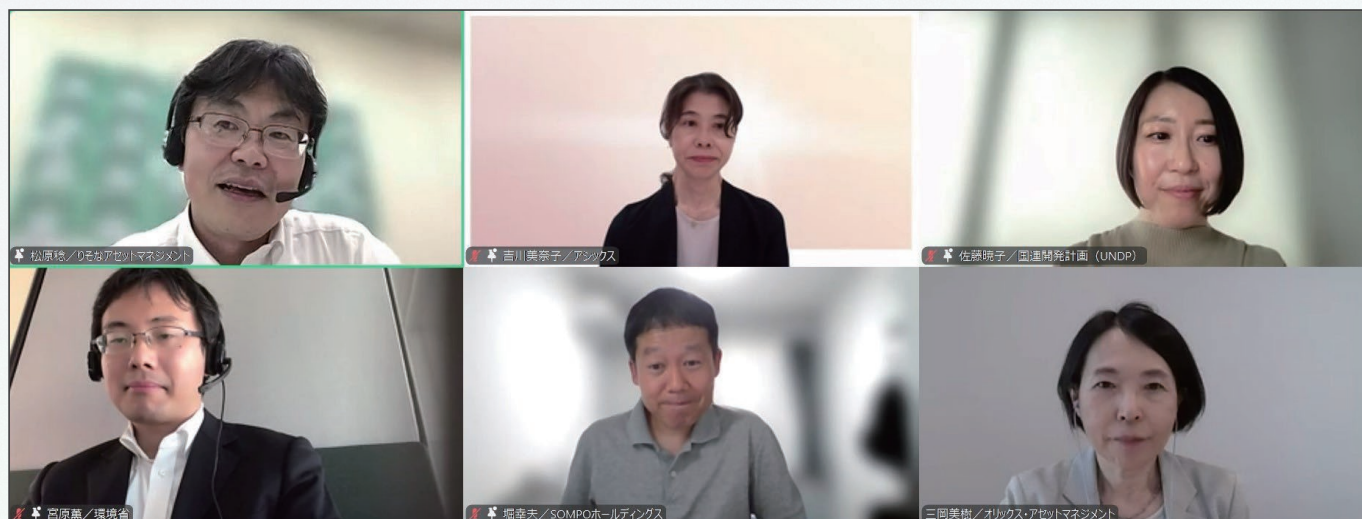 松原稔／りそなアセットマネジメント
吉川美奈子／アシックス
佐藤暁子／国連開発計画（UNDP）
宮原薫／環境省
堀幸夫／SOMPOホールディングス
三岡美樹／オリックス・アセットマネジメント